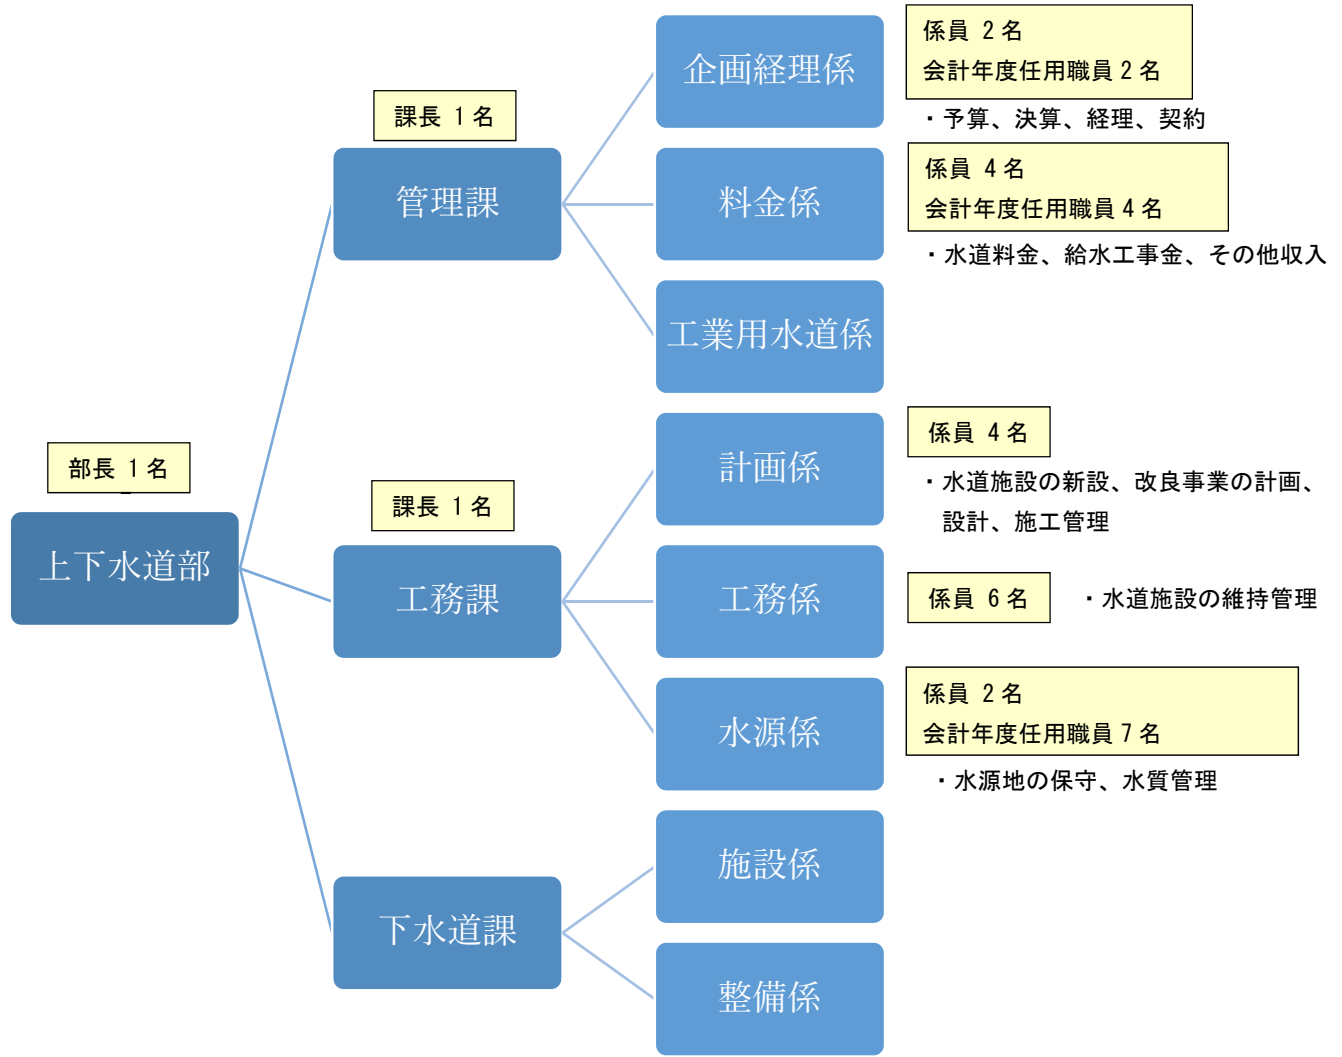 企画経理係
係員 2名
会計年度任用職員2名
・予算、決算、経理、契約
課長 1名
管理課
料金係
係員 4名
会計年度任用職員4名
・水道料金、給水工事金、その他収入
工業用水道係
部長 1名
上下水道部
課長 1名
工務課
計画係
係員 4名
・水道施設の新設、改良事業の計画、
設計、施工管理
工務係
係員 6名
・水道施設の維持管理
水源係
係員 2名
会計年度任用職員7名
・水源地の保守、水質管理
下水道課
施設係
整備係